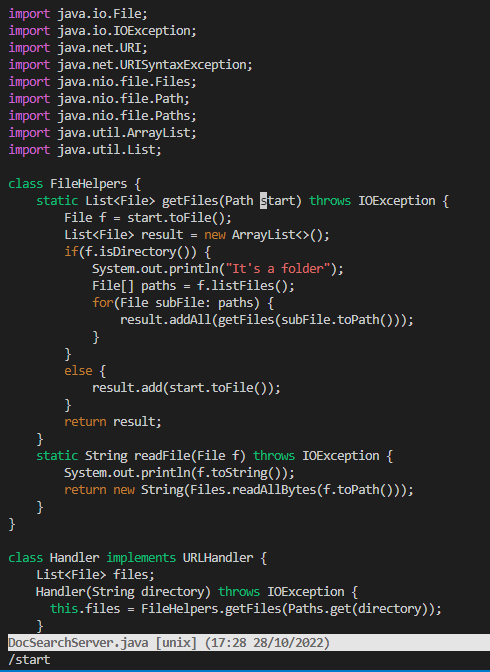 import java.io.File;
import java.io.IOException;
import java.net.URI;
import java.net.URISyntaxException;
import java.nio.file.Files;
import java.nio.file.Path;
import java.nio.file.Paths;
import java.util.ArrayList;
import java.util.List;

class FileHelpers {
    static List<File> getFiles(Path start) throws IOException {
        File f = start.toFile();
        List<File> result = new ArrayList<>();
        if(f.isDirectory()) {
            System.out.println("It's a folder");
            File[] paths = f.listFiles();
            for(File subFile: paths) {
                result.addAll(getFiles(subFile.toPath()));
            }
        }
        else {
            result.add(start.toFile());
        }
        return result;
    }
    static String readFile(File f) throws IOException {
        System.out.println(f.toString());
        return new String(Files.readAllBytes(f.toPath()));
    }
}

class Handler implements URLHandler {
    List<File> files;
    Handler(String directory) throws IOException {
      this.files = FileHelpers.getFiles(Paths.get(directory));
    }
DocSearchServer.java [unix] (17:28 28/10/2022)
/start